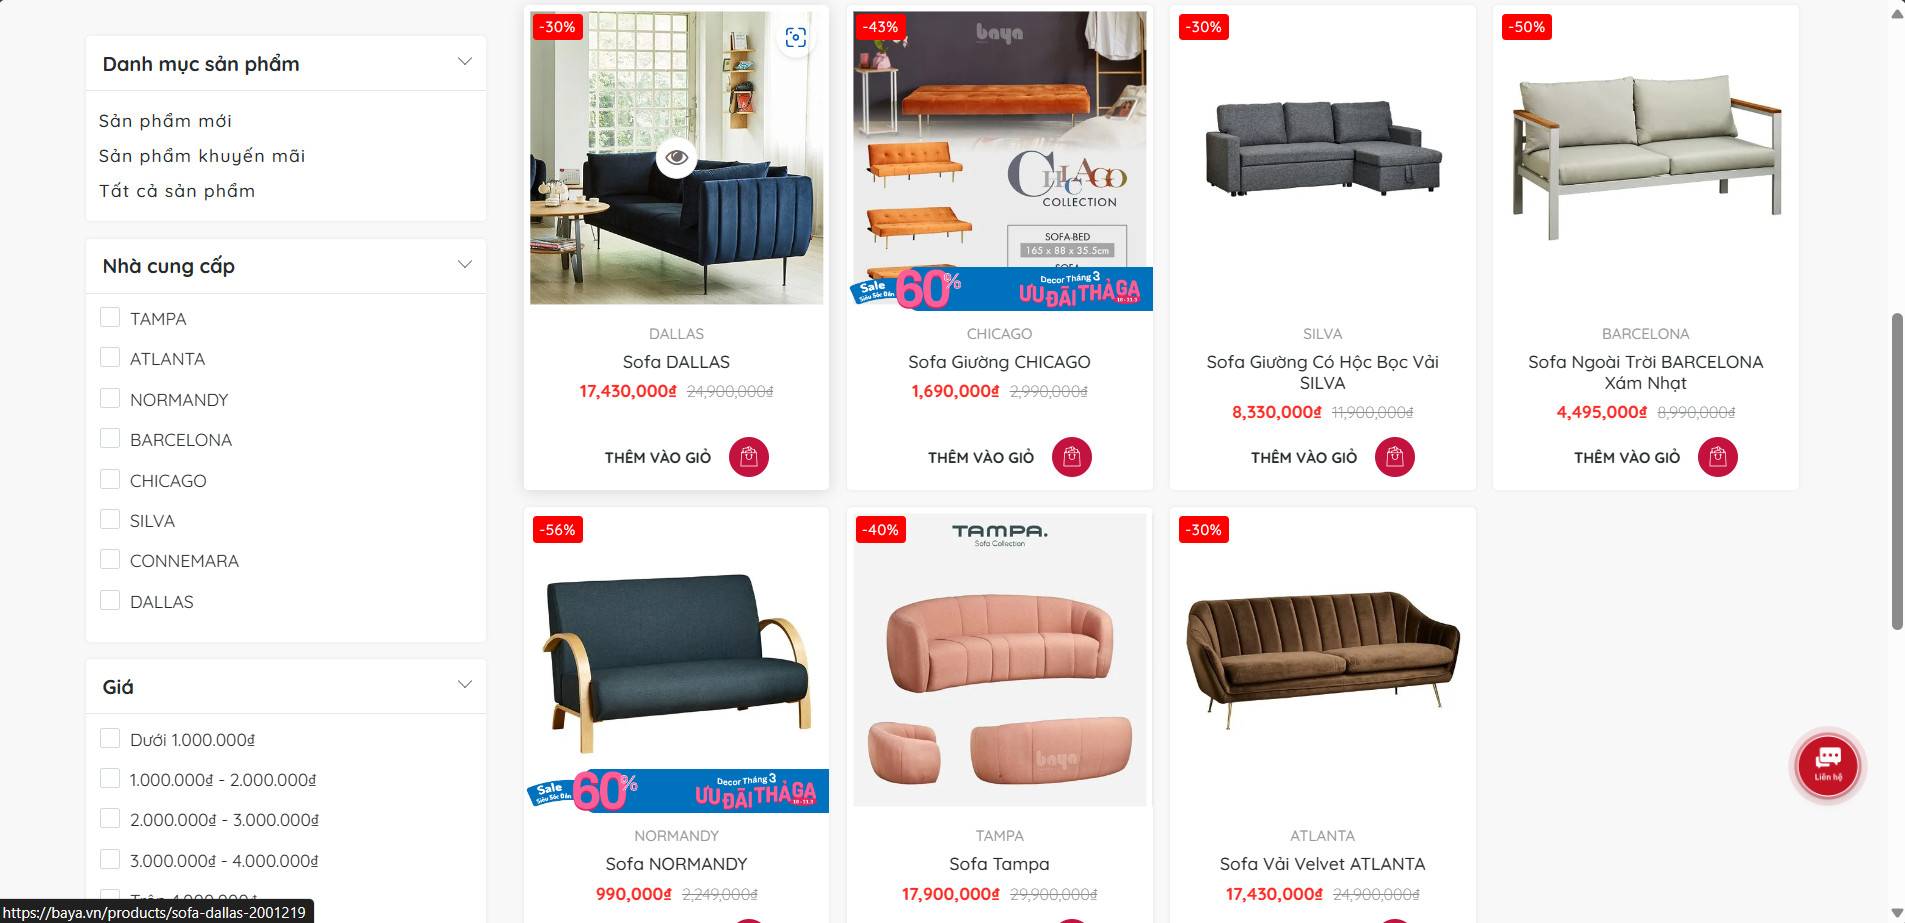 Danh mục sản phẩm
Sản phẩm mới
Sản phẩm khuyến mãi
Tất cả sản phẩm
Nhà cung cấp
TAMPA
ATLANTA
NORMANDY
BARCELONA
CHICAGO
SILVA
CONNEMARA
DALLAS
Giá
Dưới 1.000.000₫
1.000.000₫ - 2.000.000₫
2.000.000₫ - 3.000.000₫
3.000.000₫ - 4.000.000₫
Trên 4.000.000₫
-30%
DALLAS
Sofa DALLAS
17,430,000₫ 24,900,000₫
THÊM VÀO GIỎ
-43%
baya
CHICAGO
COLLECTION
SOFA-BED
165 x 88 x 35.5cm
Sale
Siêu Sốc Đến
60%
Decor Tháng 3
ƯU ĐÃI THẢ GA
CHICAGO
Sofa Giường CHICAGO
1,690,000₫ 2,990,000₫
THÊM VÀO GIỎ
-30%
SILVA
Sofa Giường Có Hộc Bọc Vải
SILVA
8,330,000₫ 11,900,000₫
THÊM VÀO GIỎ
-50%
BARCELONA
Sofa Ngoài Trời BARCELONA
Xám Nhạt
4,495,000₫ 8,990,000₫
THÊM VÀO GIỎ
-56%
Sale
Siêu Sốc Đến
60%
Decor Tháng 3
ƯU ĐÃI THẢ GA
NORMANDY
Sofa NORMANDY
990,000₫ 2,249,000₫
-40%
TAMPA.
Sofa Collection
baya
TAMPA
Sofa Tampa
17,900,000₫ 29,900,000₫
-30%
ATLANTA
Sofa Vải Velvet ATLANTA
17,430,000₫ 24,900,000₫
Liên hệ
https://baya.vn/products/sofa-dallas-2001219